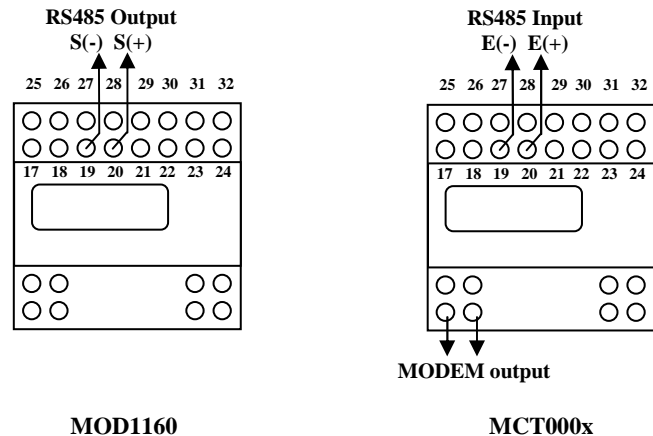 RS485 Output
S(-) S(+)
25 26 27 28 29 30 31 32
17 18 19 20 21 22 23 24
MOD1160
RS485 Input
E(-) E(+)
25 26 27 28 29 30 31 32
17 18 19 20 21 22 23 24
MODEM output
MCT000x